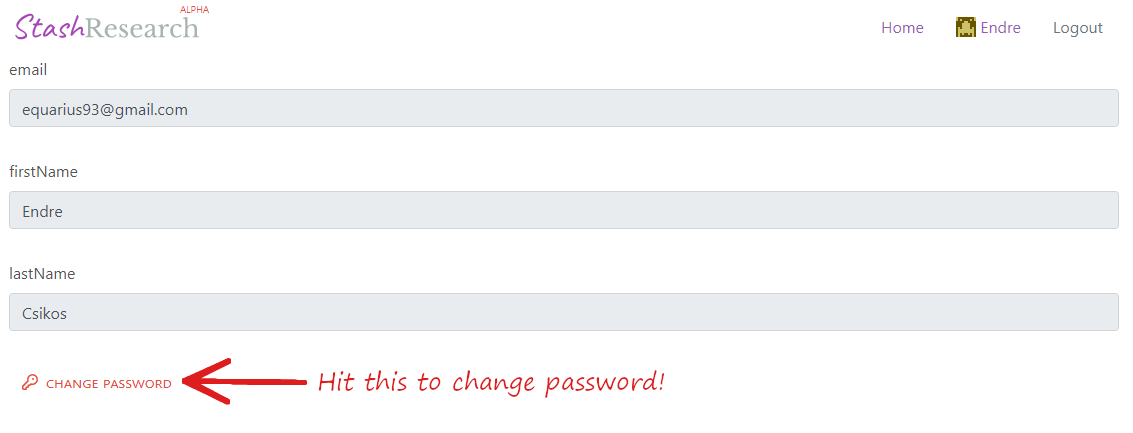 ALPHA
StashResearch
Home Endre Logout
email
equarius93@gmail.com
firstName
Endre
lastName
Csikos
CHANGE PASSWORD
Hit this to change password!